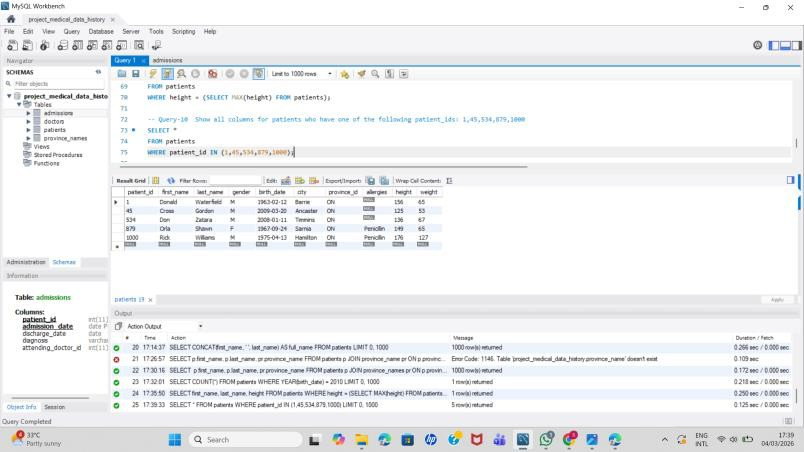 MySQL Workbench
project_medical_data_history
File Edit View Query Database Server Tools Scripting Help
Navigator
SCHEMAS
Filter objects
project_medical_data_histo
Tables
admissions
doctors
patients
province_names
Views
Stored Procedures
Functions
Administration Schemas
Information
Table: admissions
Columns:
patient_id int(11)
admission_date date P
discharge_date date
diagnosis varchar
attending_doctor_id int(11)
Object Info Session
Query 1 admissions
Limit to 1000 rows
69 FROM patients
70 WHERE height = (SELECT MAX(height) FROM patients);
71
72 -- Query-10 Show all columns for patients who have one of the following patient_ids: 1,45,534,879,1000
73 SELECT *
74 FROM patients
75 WHERE patient_id IN (1,45,534,879,1000);
Result Grid Filter Rows: Edit: Export/Import: Wrap Cell Content:
patient_id first_name last_name gender birth_date city province_id allergies height weight
1 Donald Waterfield M 1963-02-12 Barrie ON NULL 156 65
45 Cross Gordon M 2009-03-20 Ancaster ON NULL 125 53
534 Don Zatara M 2008-01-11 Timmins ON NULL 136 67
879 Orla Shawn F 1967-09-24 Sarnia ON Penicillin 149 65
1000 Rick Williams M 1975-04-13 Hamilton ON Penicillin 176 127
NULL NULL NULL NULL NULL NULL NULL NULL NULL NULL
patients 19 Apply
Output
Action Output
# Time Action Message Duration / Fetch
20 17:14:37 SELECT CONCAT(first_name, ' ', last_name) AS full_name FROM patients LIMIT 0, 1000 1000 row(s) returned 0.266 sec / 0.000 sec
21 17:26:57 SELECT p.first_name, p.last_name, pr.province_name FROM patients p JOIN province_name pr ON p.provinc... Error Code: 1146. Table 'project_medical_data_history.province_name' doesn't exist 0.109 sec
22 17:30:16 SELECT p.first_name, p.last_name, pr.province_name FROM patients p JOIN province_names pr ON p.provin... 1000 row(s) returned 0.172 sec / 0.000 sec
23 17:32:01 SELECT COUNT(*) FROM patients WHERE YEAR(birth_date) = 2010 LIMIT 0, 1000 1 row(s) returned 0.218 sec / 0.000 sec
24 17:35:50 SELECT first_name, last_name, height FROM patients WHERE height = (SELECT MAX(height) FROM patients... 1 row(s) returned 0.250 sec / 0.000 sec
25 17:39:33 SELECT * FROM patients WHERE patient_id IN (1,45,534,879,1000) LIMIT 0, 1000 5 row(s) returned 0.125 sec / 0.000 sec
Query Completed
33°C
Partly sunny
Search
ENG
INTL
17:39
04/03/2026